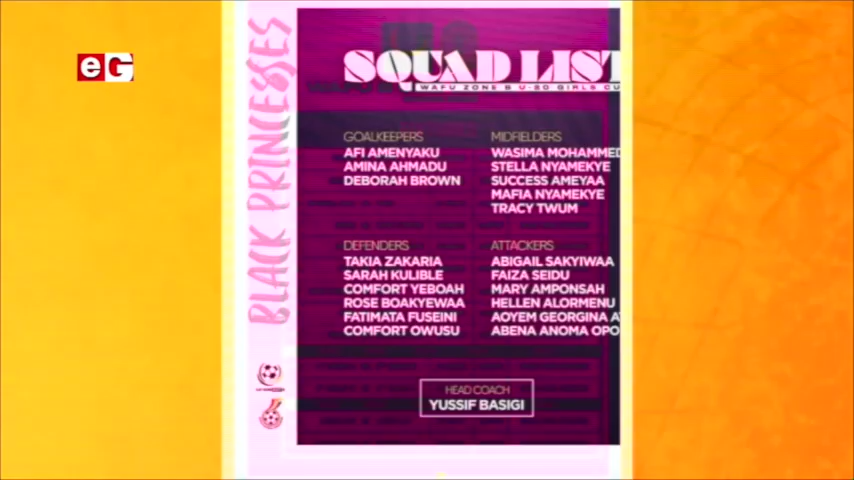 eG
BLACK PRINCESSES
SQUAD LIST
WAFU ZONE B U-20 GIRLS CU
GOALKEEPERS
AFI AMENYAKU
AMINA AHMADU
DEBORAH BROWN
MIDFIELDERS
WASIMA MOHAMMED
STELLA NYAMEKYE
SUCCESS AMEYAA
MAFIA NYAMEKYE
TRACY TWUM
DEFENDERS
TAKIA ZAKARIA
SARAH KULIBLE
COMFORT YEBOAH
ROSE BOAKYEWAA
FATIMATA FUSEINI
COMFORT OWUSU
ATTACKERS
ABIGAIL SAKYIWAA
FAIZA SEIDU
MARY AMPONSAH
HELLEN ALORMENU
AOYEM GEORGINA
ABENA ANOMA OPO
HEAD COACH
YUSSIF BASIGI